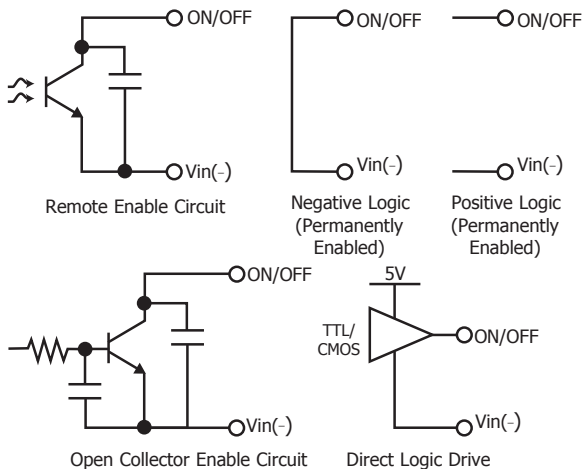 ON/OFF
Vin(-)
Remote Enable Circuit
ON/OFF
Vin(-)
Negative Logic
(Permanently
Enabled)
ON/OFF
Vin(-)
Positive Logic
(Permanently
Enabled)
ON/OFF
Vin(-)
Open Collector Enable Circuit
5V
TTL/
CMOS
ON/OFF
Vin(-)
Direct Logic Drive